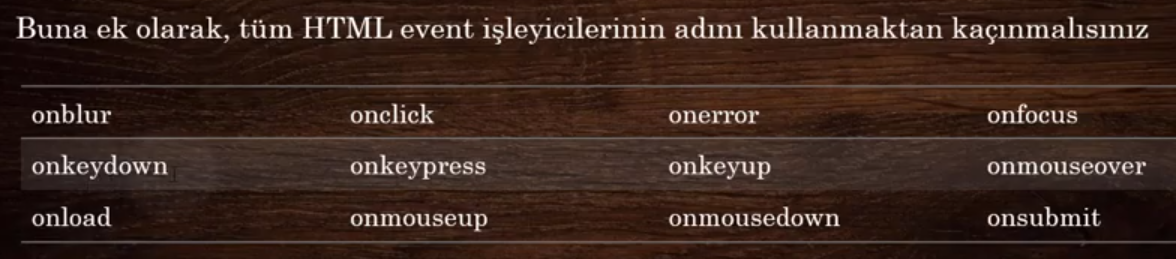 Buna ek olarak, tüm HTML event işleyicilerinin adını kullanmaktan kaçınmalısınız
onblur onclick onerror onfocus
onkeydown onkeypress onkeyup onmouseover
onload onmouseup onmousedown onsubmit